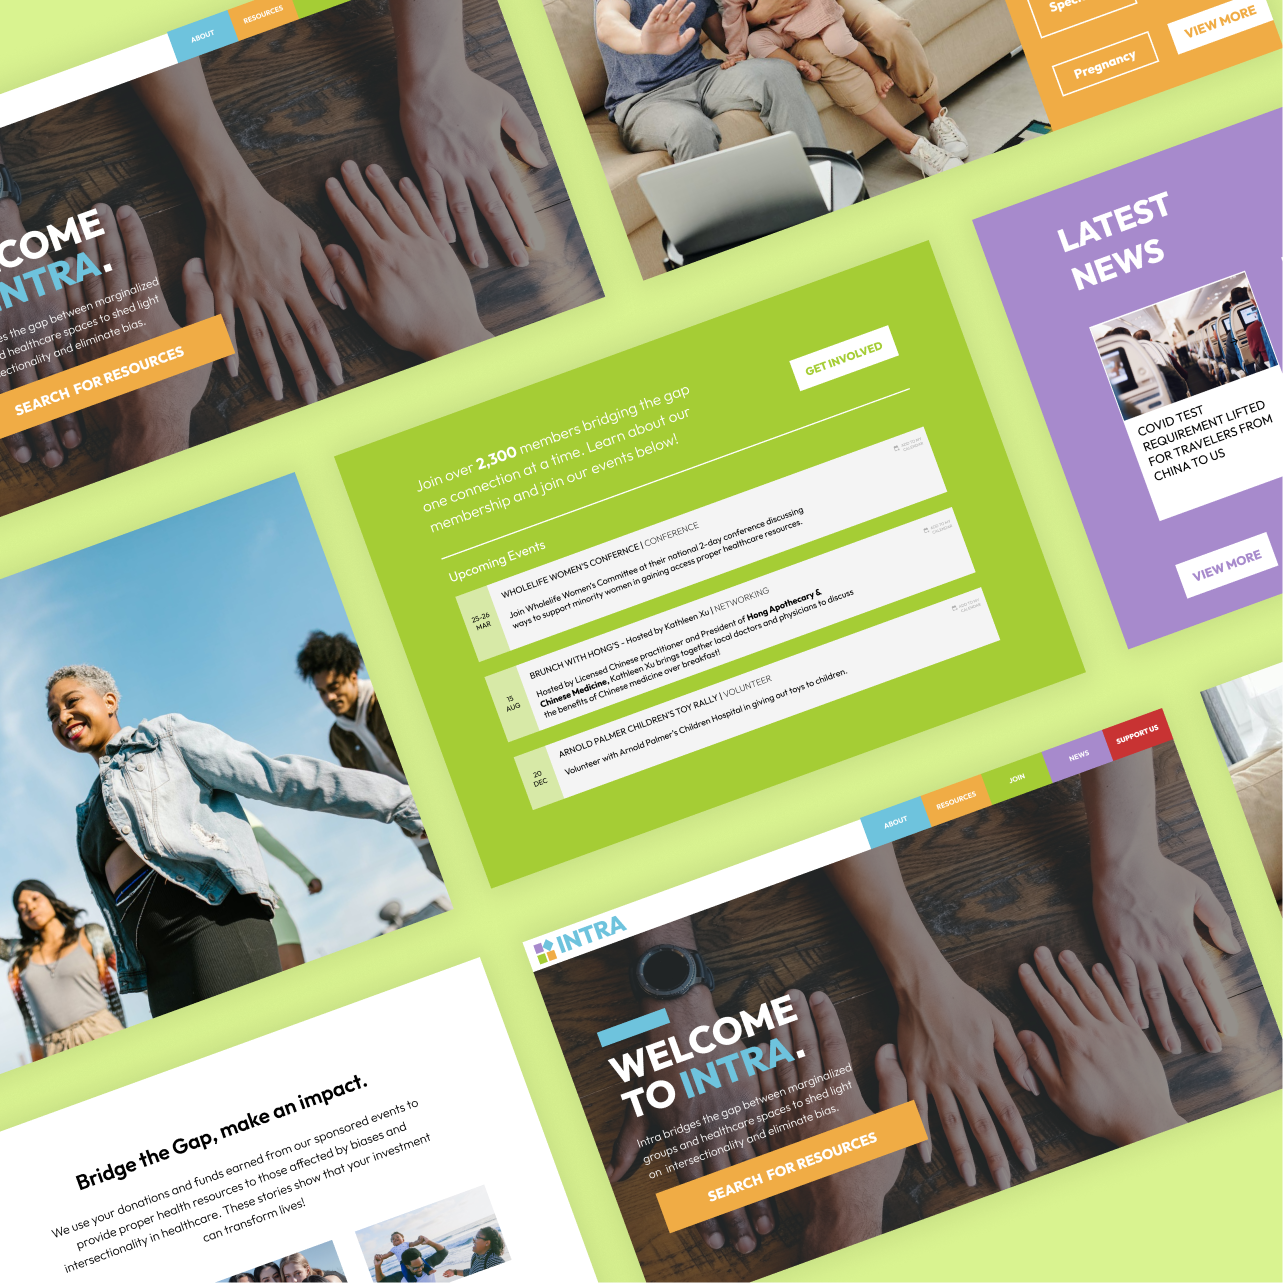 ABOUT
RESOURCES
COME
INTRA.
es the gap between marginalized
d healthcare spaces to shed light
ectionality and eliminate bias.
SEARCH FOR RESOURCES
Pregnancy
VIEW MORE
LATEST
NEWS
COVID TEST
REQUIREMENT LIFTED
FOR TRAVELERS FROM
CHINA TO US
VIEW MORE
GET INVOLVED
Join over 2,300 members bridging the gap
one connection at a time. Learn about our
membership and join our events below!
Upcoming Events
25-26
MAR
WHOLELIFE WOMEN'S CONFERNCE | CONFERENCE
Join Wholelife Women's Committee at their national 2-day conference discussing
ways to support minority women in gaining access proper healthcare resources.
ADD TO MY
CALENDAR
15
AUG
BRUNCH WITH HONG'S - Hosted by Kathleen Xu | NETWORKING
Hosted by Licensed Chinese practitioner and President of Hong Apothecary &
Chinese Medicine, Kathleen Xu brings together local doctors and physicians to discuss
the benefits of Chinese medicine over breakfast!
ADD TO MY
CALENDAR
20
DEC
ARNOLD PALMER CHILDREN'S TOY RALLY | VOLUNTEER
Volunteer with Arnold Palmer's Children Hospital in giving out toys to children.
ADD TO MY
CALENDAR
INTRA
ABOUT
RESOURCES
JOIN
NEWS
SUPPORT US
WELCOME
TO INTRA.
Intra bridges the gap between marginalized
groups and healthcare spaces to shed light
on intersectionality and eliminate bias.
SEARCH FOR RESOURCES
Bridge the Gap, make an impact.
We use your donations and funds earned from our sponsored events to
provide proper health resources to those affected by biases and
intersectionality in healthcare. These stories show that your investment
can transform lives!